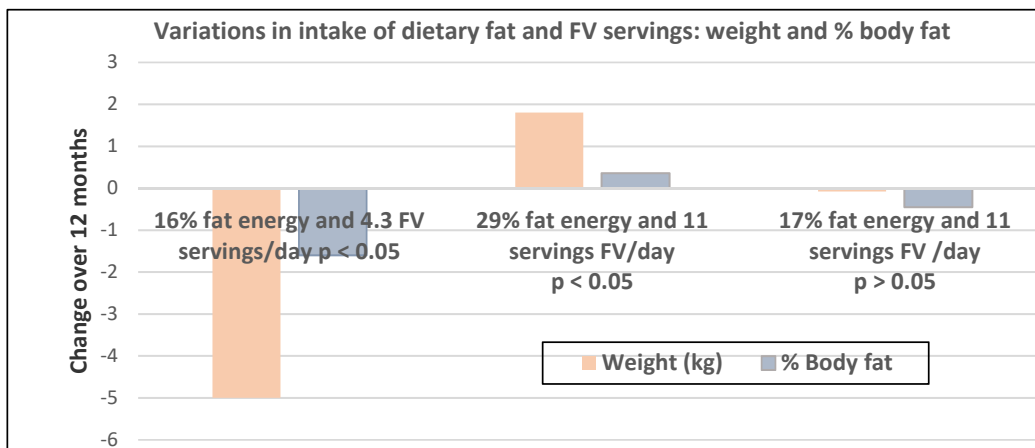 Variations in intake of dietary fat and FV servings: weight and % body fat
Change over 12 months
3
2
1
0
-1
-2
-3
-4
-5
-6
16% fat energy and 4.3 FV
servings/day p < 0.05
29% fat energy and 11
servings FV/day
p < 0.05
17% fat energy and 11
servings FV /day
p > 0.05
Weight (kg)
% Body fat